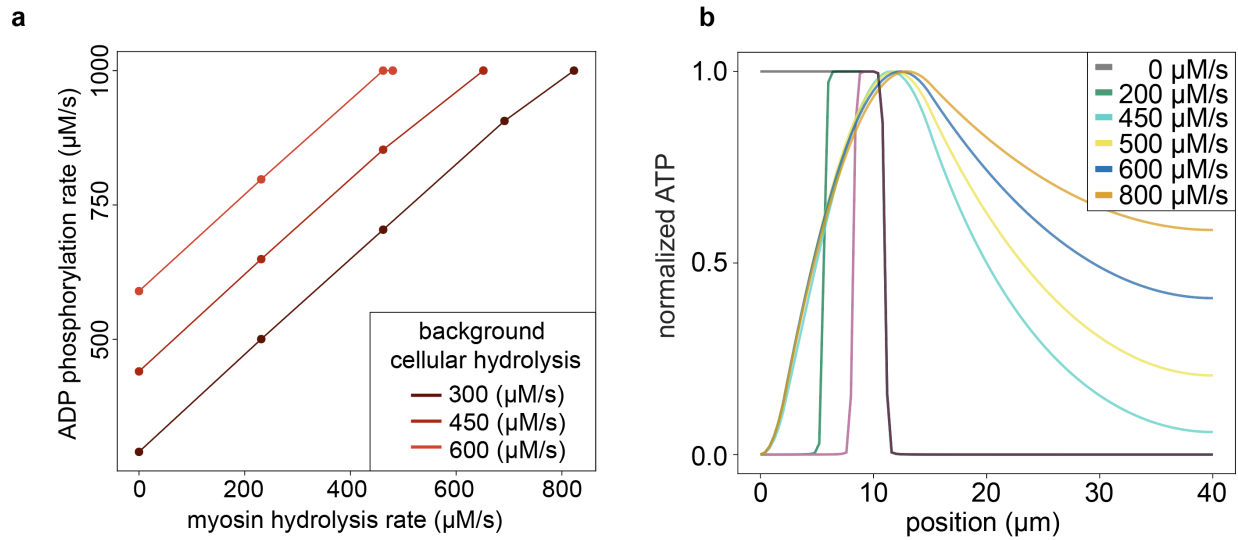 a
ADP phosphorylation rate (μM/s)
1000
750
500
0
200
400
600
800
myosin hydrolysis rate (μM/s)
background
cellular hydrolysis
300 (μM/s)
450 (μM/s)
600 (μM/s)
b
normalized ATP
1.0
0.5
0.0
0
10
20
30
40
position (μm)
0 μM/s
200 μM/s
450 μM/s
500 μM/s
600 μM/s
800 μM/s